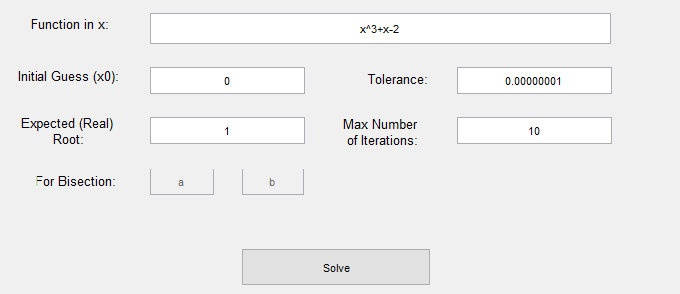 Function in x:
x^3+x-2
Initial Guess (x0):
0
Tolerance:
0.00000001
Expected (Real)
Root:
1
Max Number
of Iterations:
10
For Bisection:
a
b
Solve